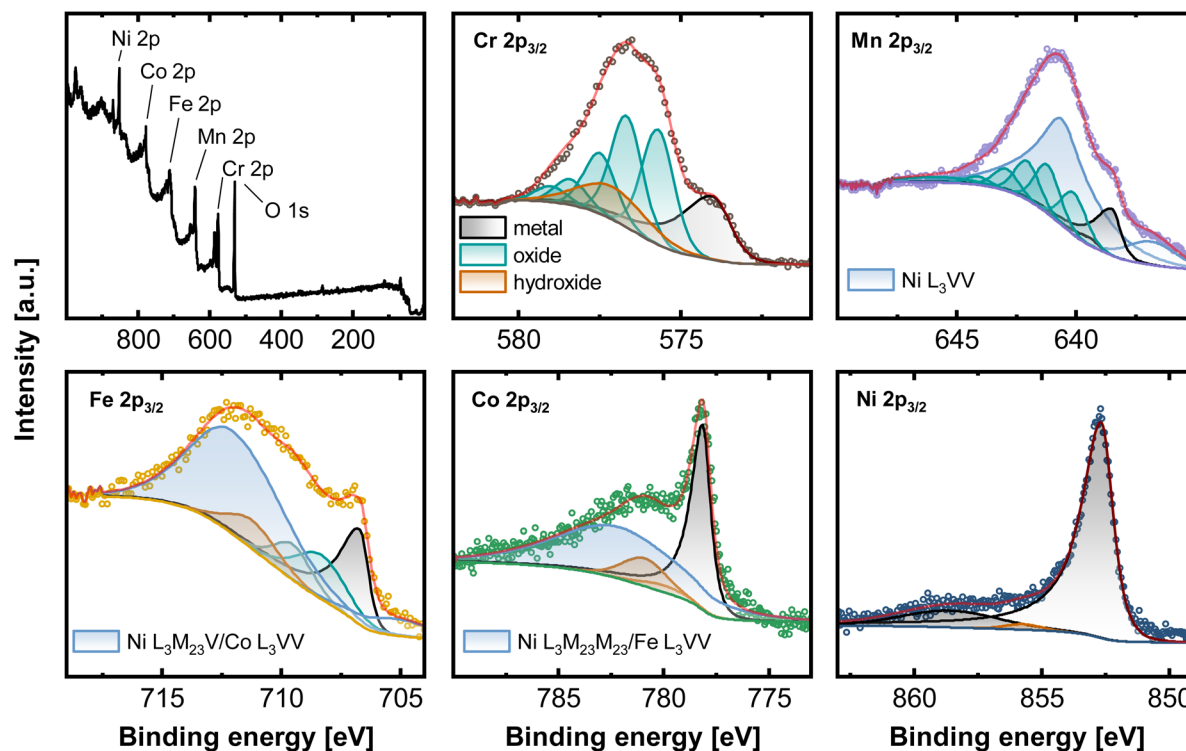 Intensity [a.u.]
Ni 2p
Co 2p
Fe 2p
Mn 2p
Cr 2p
O 1s
800 600 400 200
Cr 2p3/2
metal
oxide
hydroxide
580 575
Mn 2p3/2
Ni L3VV
645 640
Fe 2p3/2
Ni L3M23V/Co L3VV
715 710 705
Binding energy [eV]
Co 2p3/2
Ni L3M23M23/Fe L3VV
785 780 775
Binding energy [eV]
Ni 2p3/2
860 855 850
Binding energy [eV]